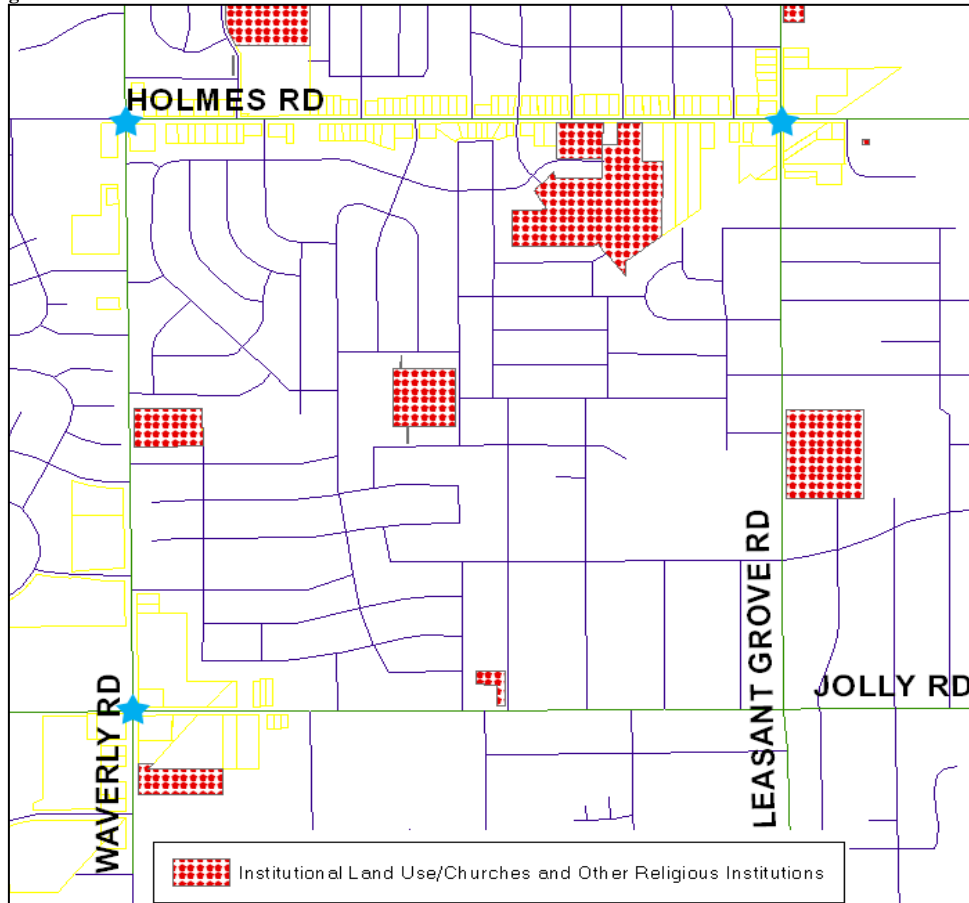 HOLMES RD
LEASANT GROVE RD
JOLLY RD
WAVERLY RD
Institutional Land Use/Churches and Other Religious Institutions